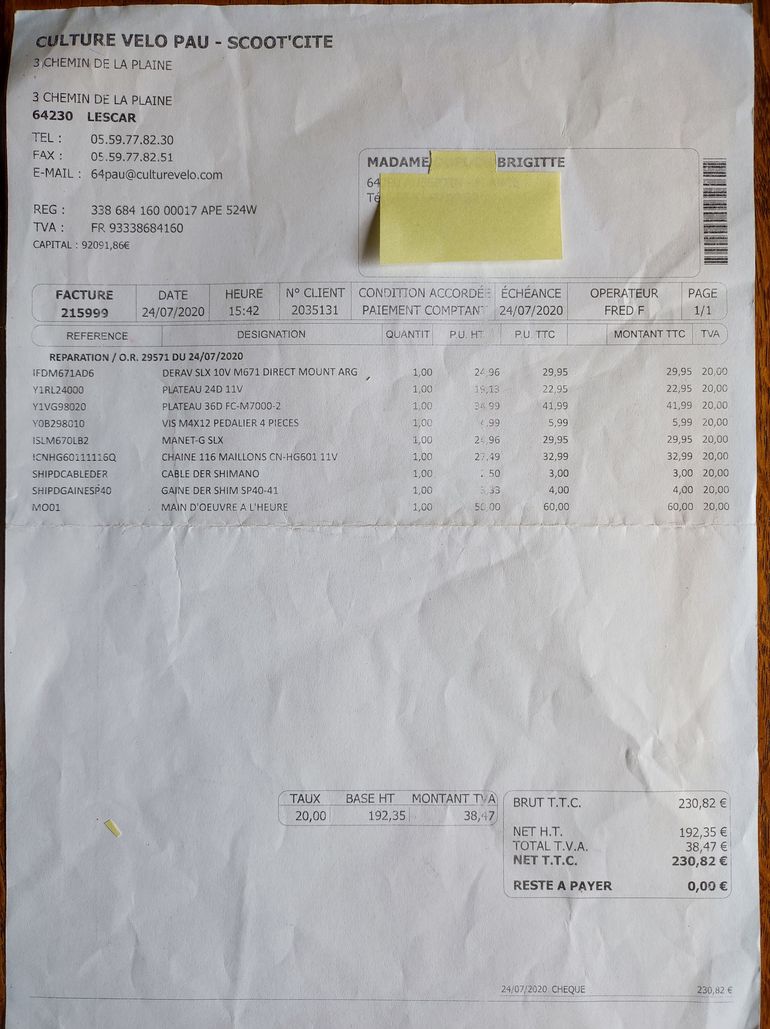 CULTURE VELO PAU - SCOOT'CITE
3 CHEMIN DE LA PLAINE
3 CHEMIN DE LA PLAINE
64230 LESCAR
TEL : 05.59.77.82.30
FAX : 05.59.77.82.51
E-MAIL : 64pau@culturevelo.com
REG : 338 684 160 00017 APE 524W
TVA : FR 93338684160
CAPITAL : 92091,86€
MADAME BRIGITTE
64
Té
FACTURE DATE HEURE N° CLIENT CONDITION ACCORDÉE ÉCHÉANCE OPERATEUR PAGE
215999 24/07/2020 15:42 2035131 PAIEMENT COMPTANT 24/07/2020 FRED F 1/1
REFERENCE DESIGNATION QUANTIT P.U. HT P.U. TTC MONTANT TTC TVA
REPARATION / O.R. 29571 DU 24/07/2020
IFDM671AD6 DERAV SLX 10V M671 DIRECT MOUNT ARG 1,00 24,96 29,95 29,95 20,00
Y1RL24000 PLATEAU 24D 11V 1,00 19,13 22,95 22,95 20,00
Y1VG98020 PLATEAU 36D FC-M7000-2 1,00 34,99 41,99 41,99 20,00
Y0B298010 VIS M4X12 PEDALIER 4 PIECES 1,00 4,99 5,99 5,99 20,00
ISLM670LB2 MANET-G SLX 1,00 24,96 29,95 29,95 20,00
ICNHG60111116Q CHAINE 116 MAILLONS CN-HG601 11V 1,00 27,49 32,99 32,99 20,00
SHIPDCABLEDER CABLE DER SHIMANO 1,00 2,50 3,00 3,00 20,00
SHIPDGAINESP40 GAINE DER SHIM SP40-41 1,00 3,33 4,00 4,00 20,00
MO01 MAIN D'OEUVRE A L'HEURE 1,00 50,00 60,00 60,00 20,00
TAUX BASE HT MONTANT TVA
20,00 192,35 38,47
BRUT T.T.C. 230,82 €
NET H.T. 192,35 €
TOTAL T.V.A. 38,47 €
NET T.T.C. 230,82 €
RESTE A PAYER 0,00 €
24/07/2020 CHEQUE 230,82 €